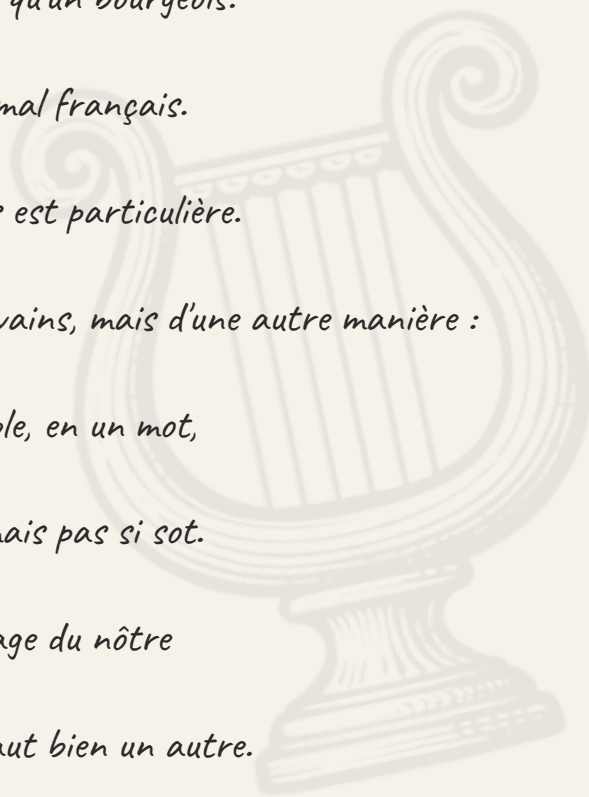 qu'un bourgeois.
mal français.
est particulière.
vains, mais d'une autre manière :
le, en un mot,
ais pas si sot.
age du nôtre
aut bien un autre.